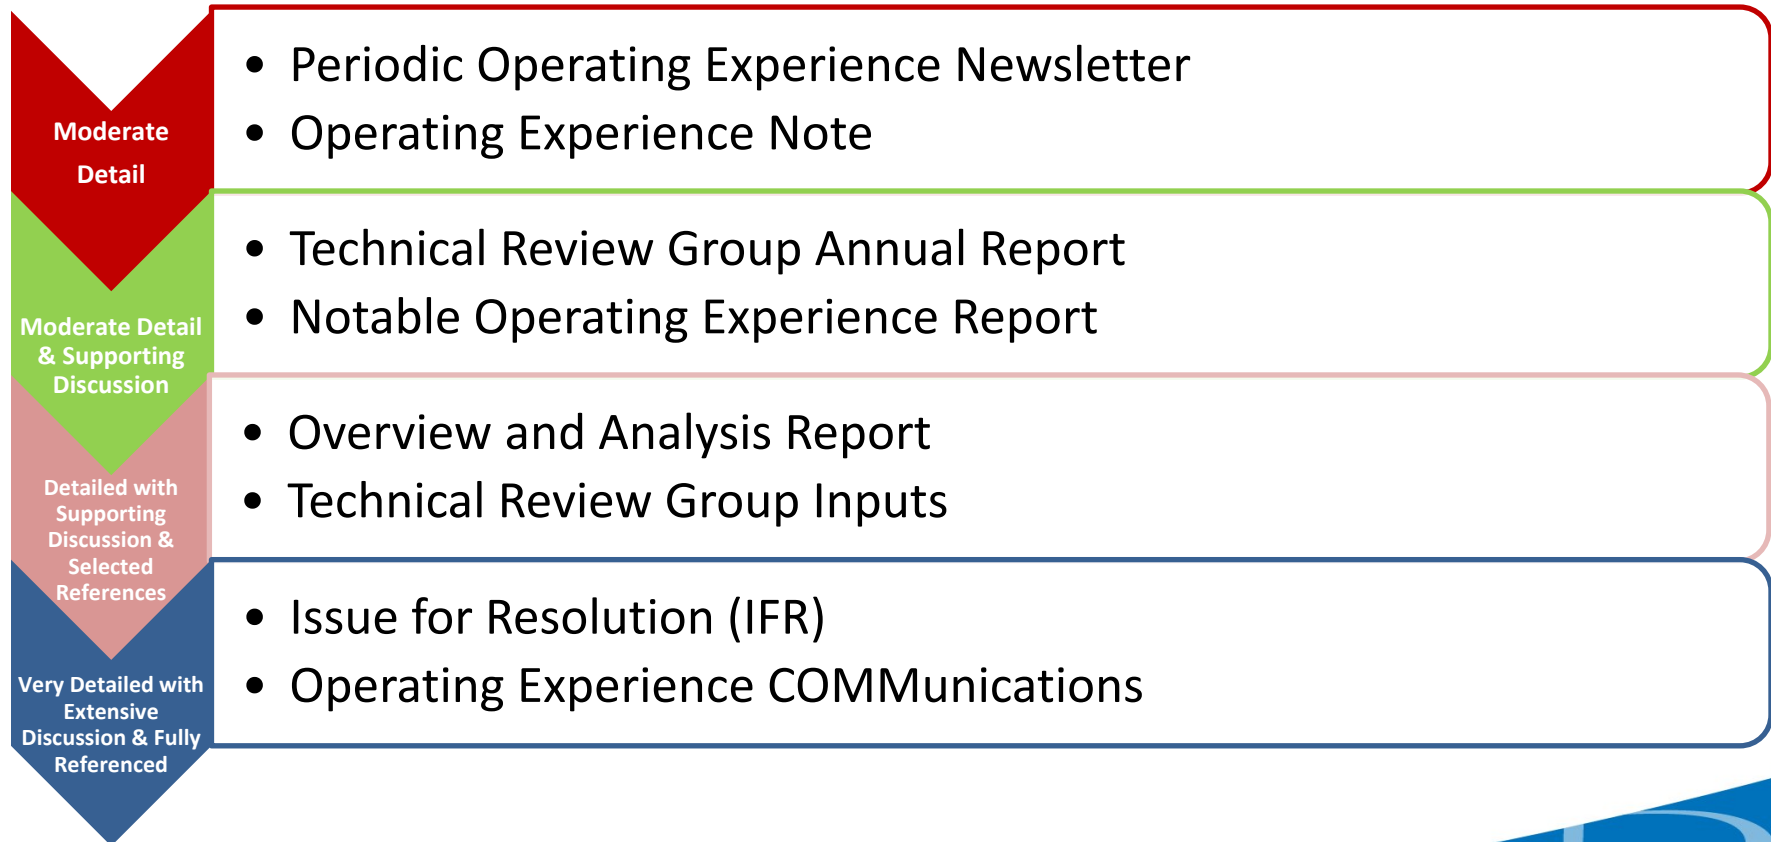 Moderate
Detail
• Periodic Operating Experience Newsletter
• Operating Experience Note
Moderate Detail
& Supporting
Discussion
• Technical Review Group Annual Report
• Notable Operating Experience Report
Detailed with
Supporting
Discussion &
Selected
References
• Overview and Analysis Report
• Technical Review Group Inputs
Very Detailed with
Extensive
Discussion & Fully
Referenced
• Issue for Resolution (IFR)
• Operating Experience COMMunications